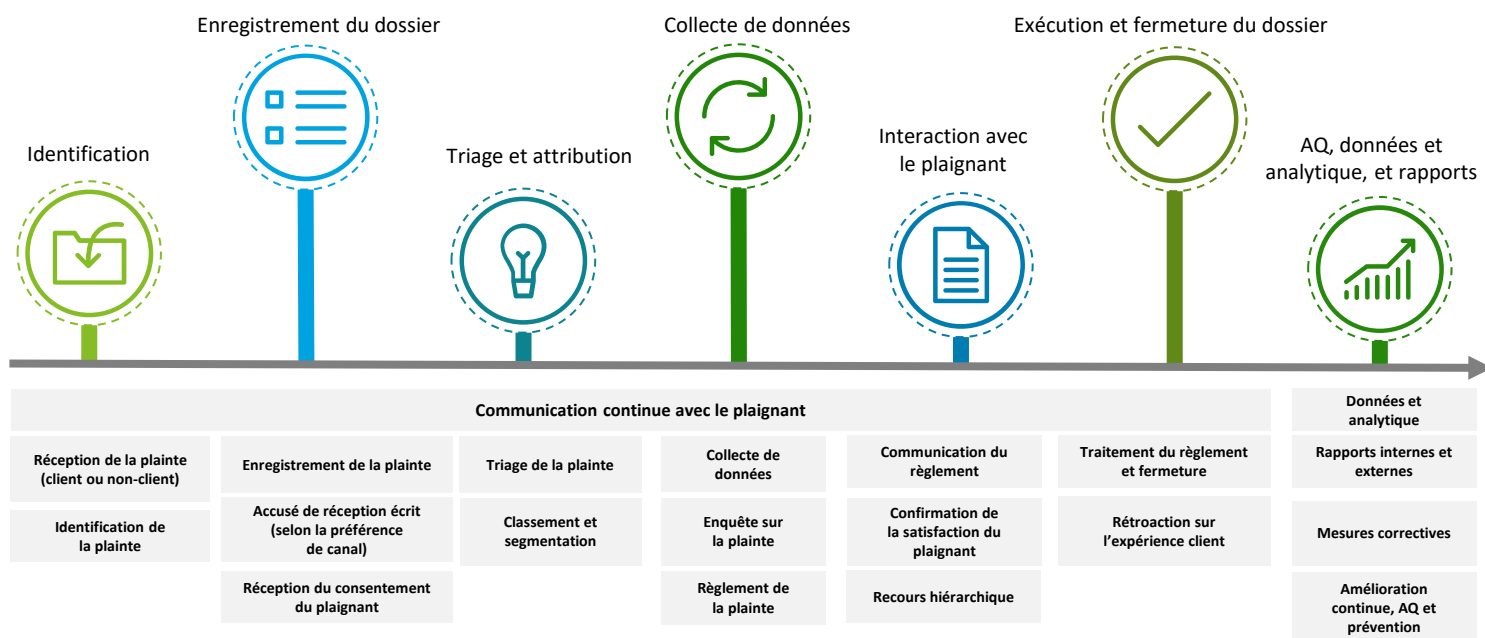 Enregistrement du dossier
Collecte de données
Exécution et fermeture du dossier
Identification
Triage et attribution
Interaction avec
le plaignant
AQ, données et
analytique, et rapports
Communication continue avec le plaignant
Données et
analytique
Réception de la plainte
(client ou non-client)
Enregistrement de la plainte
Triage de la plainte
Collecte de
données
Communication du
règlement
Traitement du règlement
et fermeture
Rapports internes et
externes
Identification de
la plainte
Accusé de réception écrit
(selon la préférence
de canal)
Classement et
segmentation
Enquête sur
la plainte
Confirmation de
la satisfaction du
plaignant
Rétroaction sur
l’expérience client
Mesures correctives
Réception du consentement
du plaignant
Règlement de
la plainte
Recours hiérarchique
Amélioration
continue, AQ et
prévention